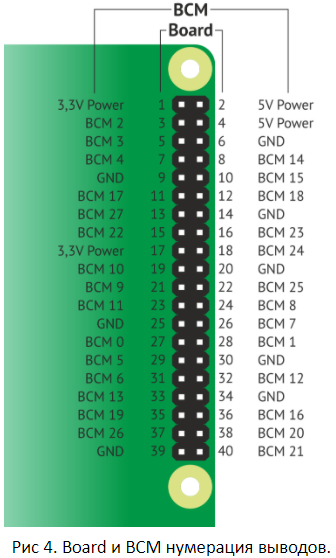 BCM
Board
3,3V Power 1 2 5V Power
BCM 2 3 4 5V Power
BCM 3 5 6 GND
BCM 4 7 8 BCM 14
GND 9 10 BCM 15
BCM 17 11 12 BCM 18
BCM 27 13 14 GND
BCM 22 15 16 BCM 23
3,3V Power 17 18 BCM 24
BCM 10 19 20 GND
BCM 9 21 22 BCM 25
BCM 11 23 24 BCM 8
GND 25 26 BCM 7
BCM 0 27 28 BCM 1
BCM 5 29 30 GND
BCM 6 31 32 BCM 12
BCM 13 33 34 GND
BCM 19 35 36 BCM 16
BCM 26 37 38 BCM 20
GND 39 40 BCM 21
Рис 4. Board и BCM нумерация выводов.